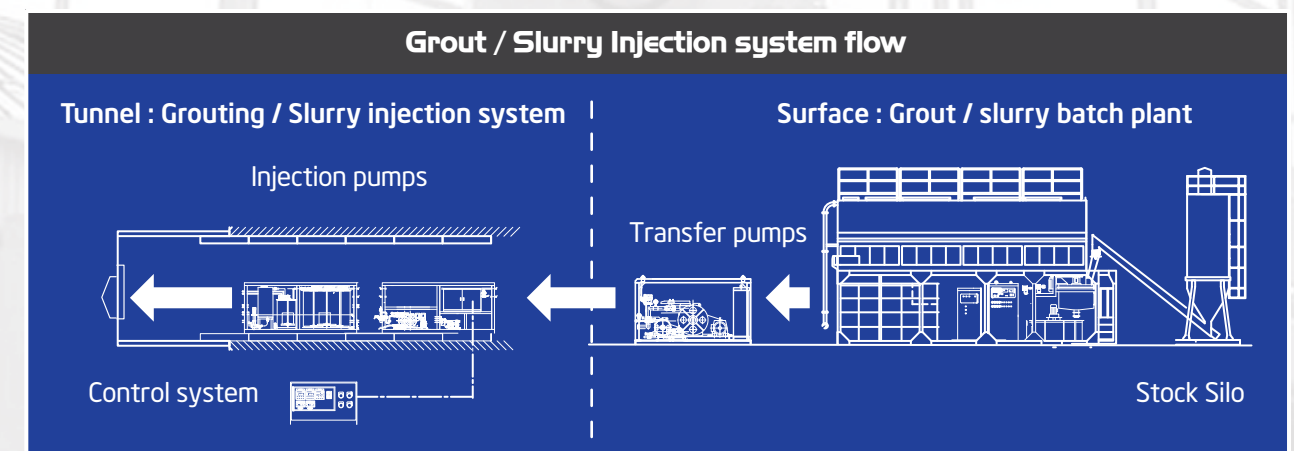 Grout / Slurry Injection system flow
Tunnel : Grouting / Slurry injection system
Surface : Grout / slurry batch plant
Injection pumps
Transfer pumps
Control system
Stock Silo